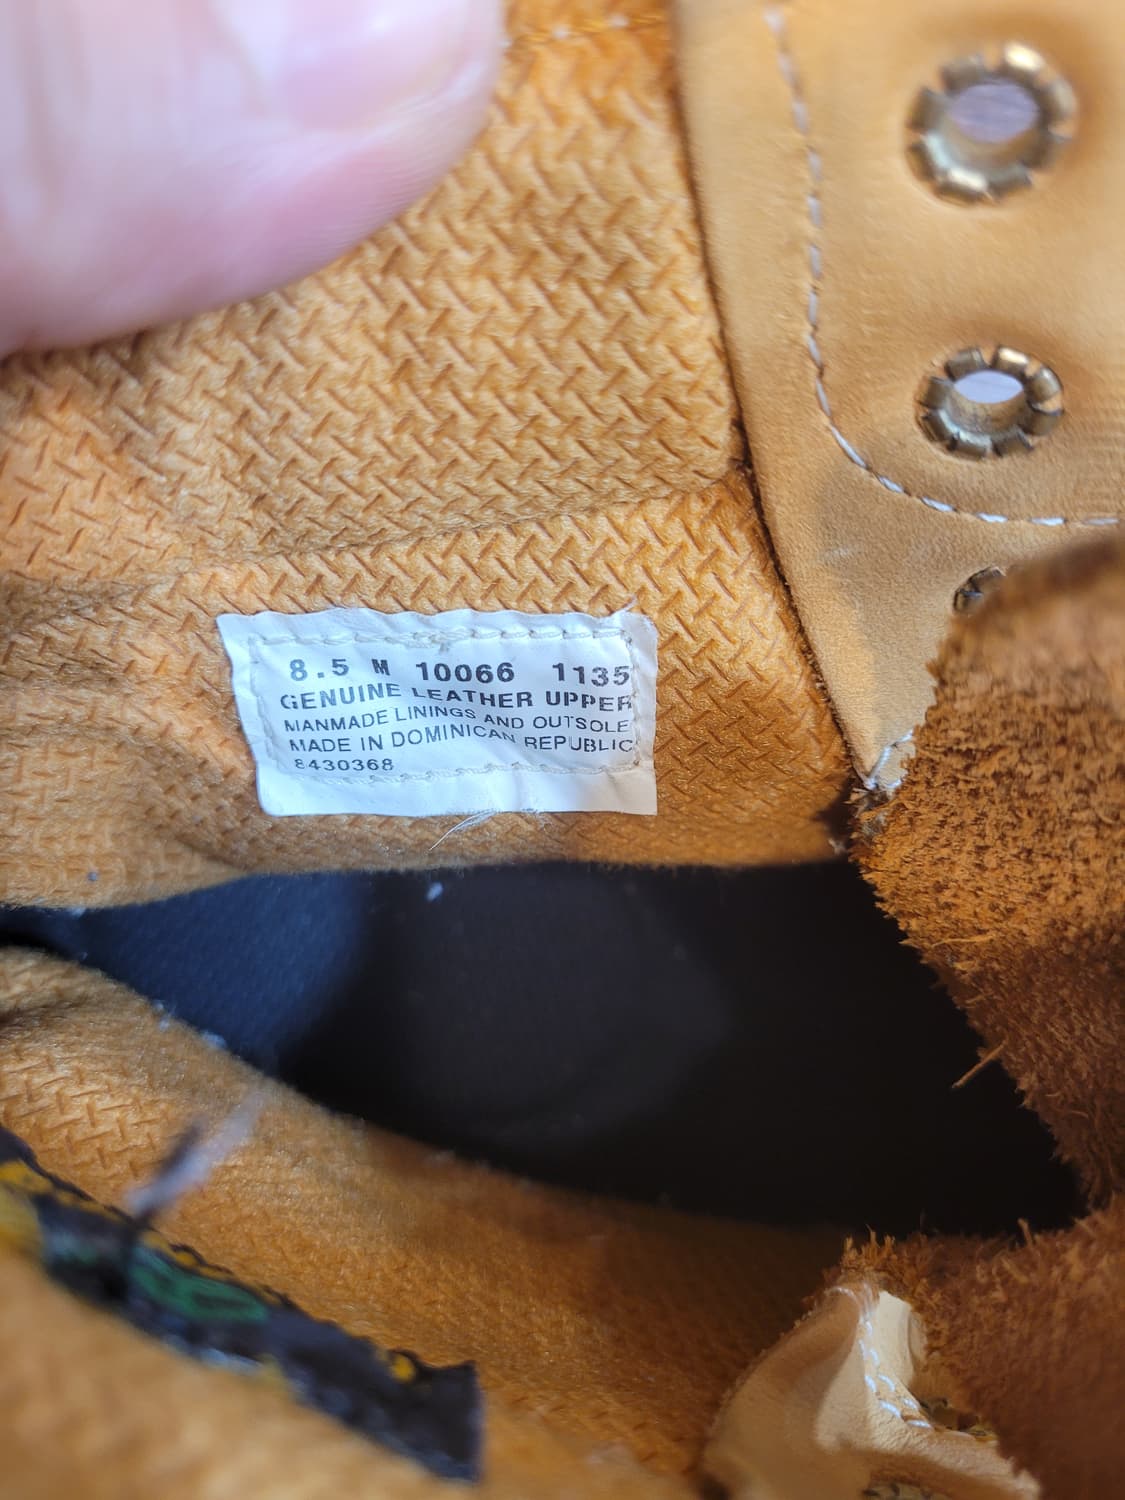 8.5 M 10066 1135
GENUINE LEATHER UPPER
MANMADE LININGS AND OUTSOLE
MADE IN DOMINICAN REPUBLIC
8430368